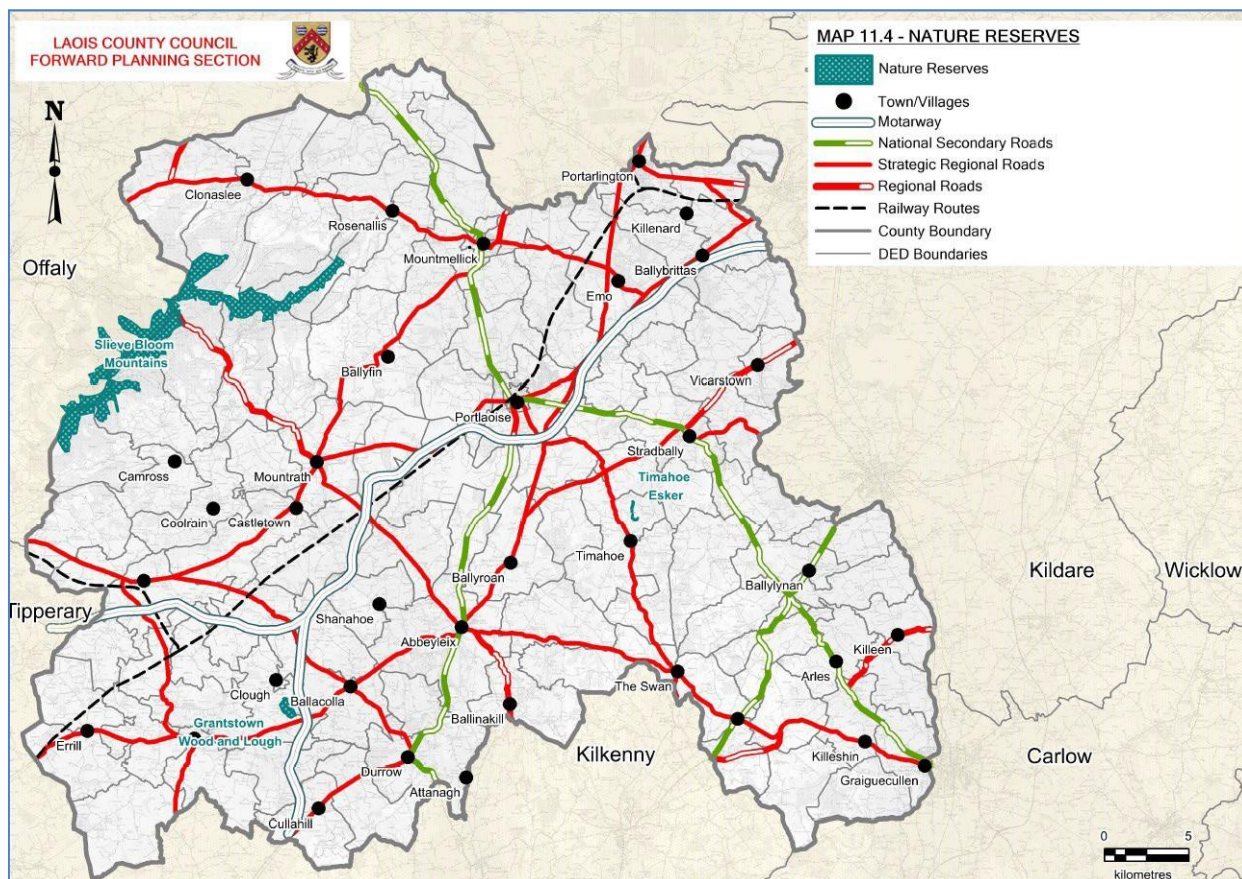 LAOIS COUNTY COUNCIL
FORWARD PLANNING SECTION
MAP 11.4 - NATURE RESERVES
Nature Reserves
Town/Villages
Motarway
National Secondary Roads
Strategic Regional Roads
Regional Roads
Railway Routes
County Boundary
DED Boundaries
N
Portarlington
Clonaslee
Killenard
Rosenallis
Mountmellick
Ballybrittas
Offaly
Emo
Slieve Bloom
Mountains
Ballyfin
Vicarstown
Portlaoise
Stradbally
Camross
Mountrath
Timahoe
Esker
Coolrain
Castletown
Timahoe
Ballyroan
Ballylynan
Kildare
Wicklow
Tipperary
Shanahoe
Abbeyleix
Killeen
Arles
The Swan
Clough
Ballacolla
Ballinakill
Grantstown
Wood and Lough
Errill
Kilkenny
Killeshin
Carlow
Durrow
Graiguecullen
Attanagh
Cullahill
0 5
kilometres